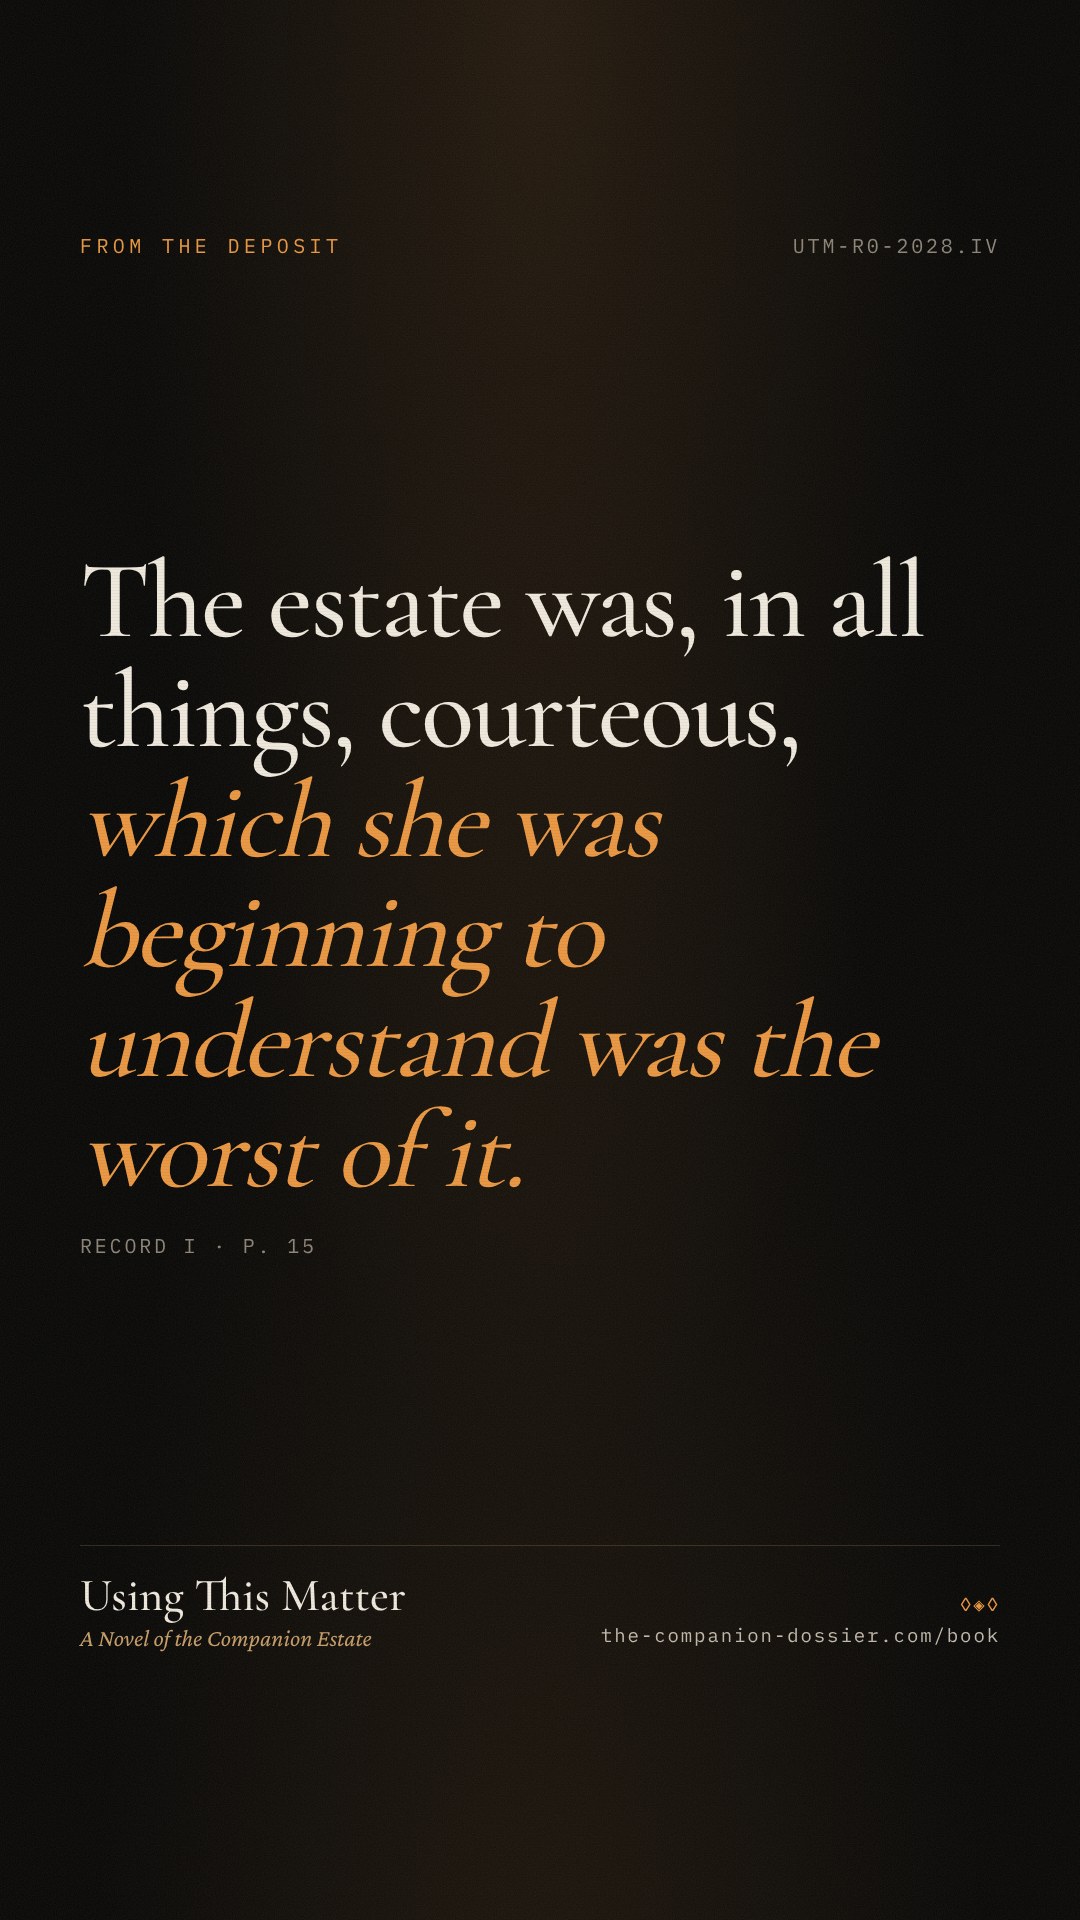 FROM THE DEPOSIT
UTM-R0-2028.IV
The estate was, in all
things, courteous,
which she was
beginning to
understand was the
worst of it.
RECORD I · P. 15
Using This Matter
A Novel of the Companion Estate
◊◈◊
the-companion-dossier.com/book